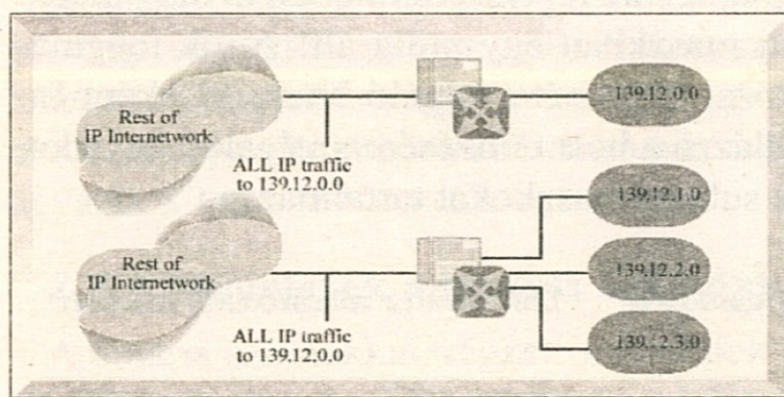 Rest of
IP Internetwork
ALL IP traffic
to 139.12.0.0
139.12.0.0
Rest of
IP Internetwork
ALL IP traffic
to 139.12.0.0
139.12.1.0
139.12.2.0
139.12.3.0